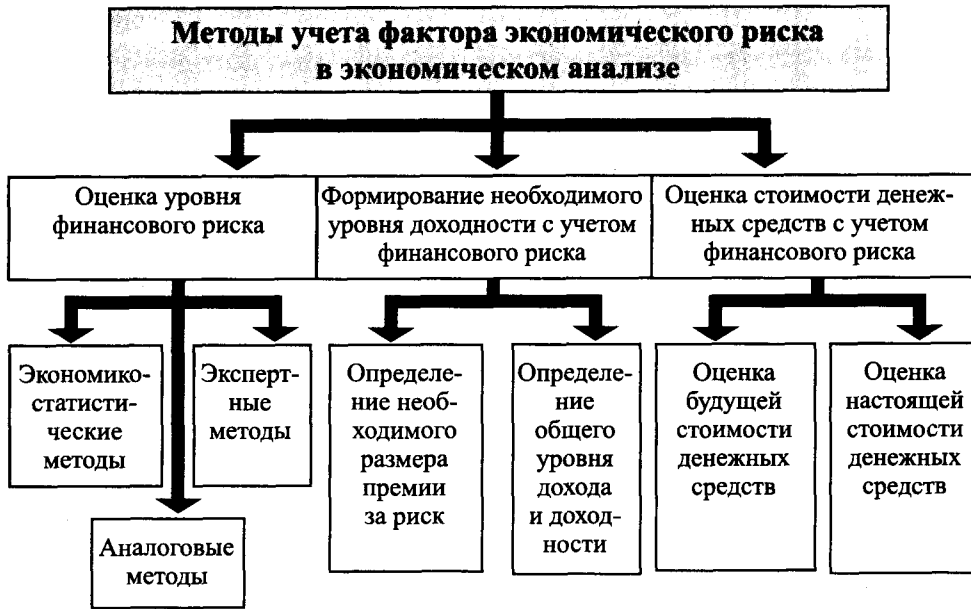 Методы учета фактора экономического риска
в экономическом анализе
Оценка уровня
финансового риска
Формирование необходимого
уровня доходности с учетом
финансового риска
Оценка стоимости денеж-
ных средств с учетом
финансового риска
Экономико-
статисти-
ческие
методы
Эксперт-
ные
методы
Аналоговые
методы
Определе-
ние необ-
ходимого
размера
премии
за риск
Определе-
ние
общего
уровня
дохода
и доход-
ности
Оценка
будущей
стоимости
денежных
средств
Оценка
настоящей
стоимости
денежных
средств